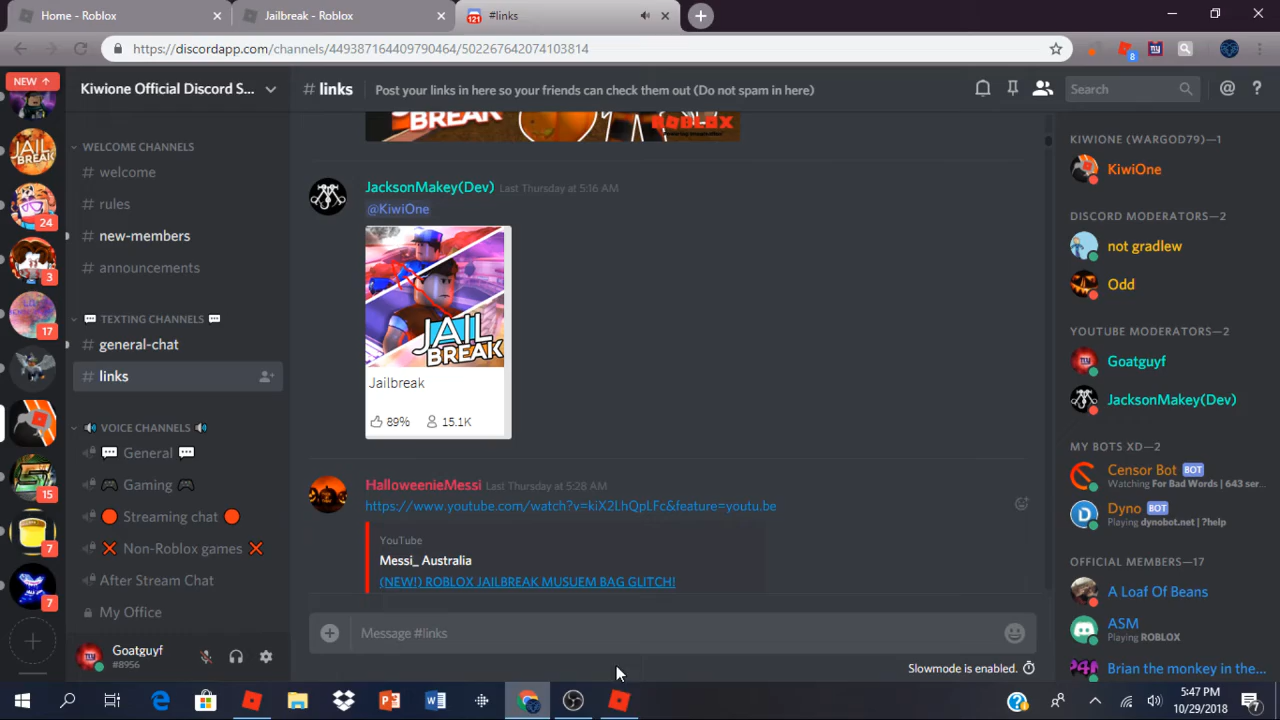 Home - Roblox
Jailbreak - Roblox
121
#links
https://discordapp.com/channels/449387164409790464/502267642074103814
8
NEW ↑
Kiwione Official Discord S...
# links
Post your links in here so your friends can check them out (Do not spam in here)
Search
JAIL
BREAK
24
3
17
15
7
7
WELCOME CHANNELS
# welcome
# rules
# new-members
# announcements
TEXTING CHANNELS
# general-chat
# links
VOICE CHANNELS
General
Gaming
Streaming chat
Non-Roblox games
After Stream Chat
My Office
Goatguyf
#8956
BREAK
ROBLOX
JacksonMakey(Dev) Last Thursday at 5:16 AM
@KiwiOne
JAIL
BREAK
Jailbreak
89% 15.1K
HalloweenieMessi Last Thursday at 5:28 AM
https://www.youtube.com/watch?v=kiX2LhQpLFc&feature=youtu.be
YouTube
Messi_ Australia
(NEW!) ROBLOX JAILBREAK MUSUEM BAG GLITCH!
Message #links
Slowmode is enabled.
KIWIONE (WARGOD79)—1
KiwiOne
DISCORD MODERATORS—2
not gradlew
Odd
YOUTUBE MODERATORS—2
Goatguyf
JacksonMakey(Dev)
MY BOTS XD—2
Censor Bot BOT
Watching For Bad Words | 643 ser...
Dyno BOT
Playing dynobot.net | ?help
OFFICIAL MEMBERS—17
A Loaf Of Beans
ASM
Playing ROBLOX
Brian the monkey in the...
5:47 PM
10/29/2018
7